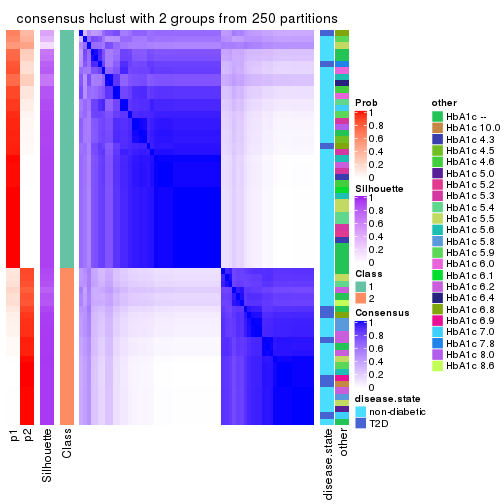 consensus hclust with 2 groups from 250 partitions
Prob
1
0.8
0.6
0.4
0.2
0
Silhouette
1
0.8
0.6
0.4
0.2
0
Class
1
2
Consensus
1
0.8
0.6
0.4
0.2
0
disease.state
non-diabetic
T2D
other
HbA1c --
HbA1c 10.0
HbA1c 4.3
HbA1c 4.5
HbA1c 4.6
HbA1c 5.0
HbA1c 5.2
HbA1c 5.3
HbA1c 5.4
HbA1c 5.5
HbA1c 5.6
HbA1c 5.8
HbA1c 5.9
HbA1c 6.0
HbA1c 6.1
HbA1c 6.2
HbA1c 6.4
HbA1c 6.8
HbA1c 6.9
HbA1c 7.0
HbA1c 7.8
HbA1c 8.0
HbA1c 8.6
p1
p2
Silhouette
Class
disease.state
other